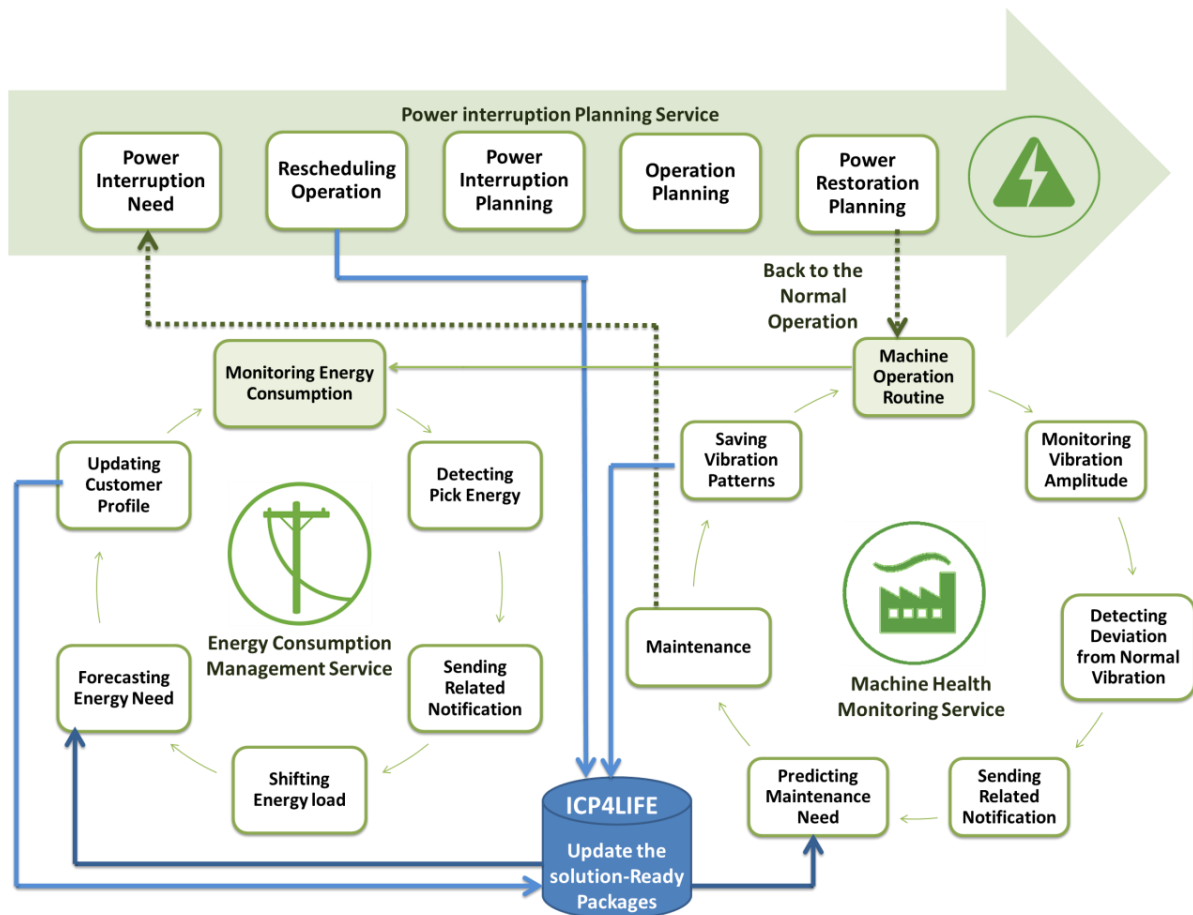 Power interruption Planning Service
Power
Interruption
Need
Rescheduling
Operation
Power
Interruption
Planning
Operation
Planning
Power
Restoration
Planning
Back to the
Normal
Operation
Monitoring Energy
Consumption
Machine
Operation
Routine
Updating
Customer
Profile
Detecting
Pick Energy
Saving
Vibration
Patterns
Monitoring
Vibration
Amplitude
Energy Consumption
Management Service
Forecasting
Energy Need
Sending
Related
Notification
Shifting
Energy load
Maintenance
Detecting
Deviation
from Normal
Vibration
Machine Health
Monitoring Service
Predicting
Maintenance
Need
Sending
Related
Notification
ICP4LIFE
Update the
solution-Ready
Packages